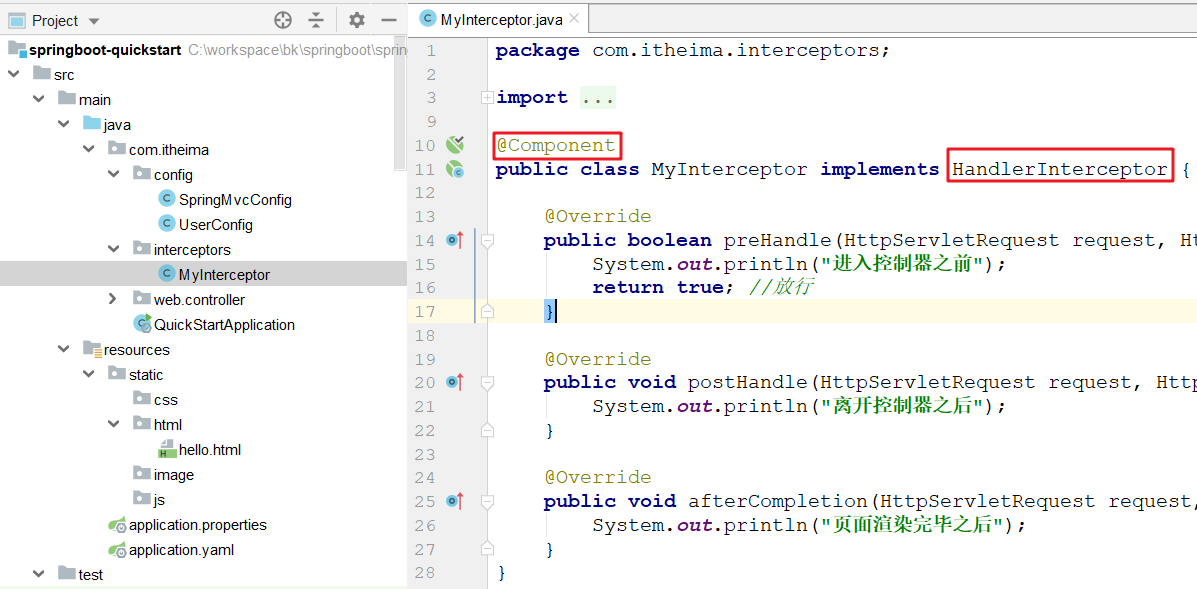 Project
springboot-quickstart C:\workspace\bk\springboot\sprin
src
main
java
com.itheima
config
SpringMvcConfig
UserConfig
interceptors
MyInterceptor
web.controller
QuickStartApplication
resources
static
css
html
hello.html
image
js
application.properties
application.yaml
test
MyInterceptor.java
1 package com.itheima.interceptors;
2
3 import ...
9
10 @Component
11 public class MyInterceptor implements HandlerInterceptor {
12
13 @Override
14 public boolean preHandle(HttpServletRequest request, Ht
15 System.out.println("进入控制器之前");
16 return true; //放行
17 }
18
19 @Override
20 public void postHandle(HttpServletRequest request, Http
21 System.out.println("离开控制器之后");
22 }
23
24 @Override
25 public void afterCompletion(HttpServletRequest request,
26 System.out.println("页面渲染完毕之后");
27 }
28 }